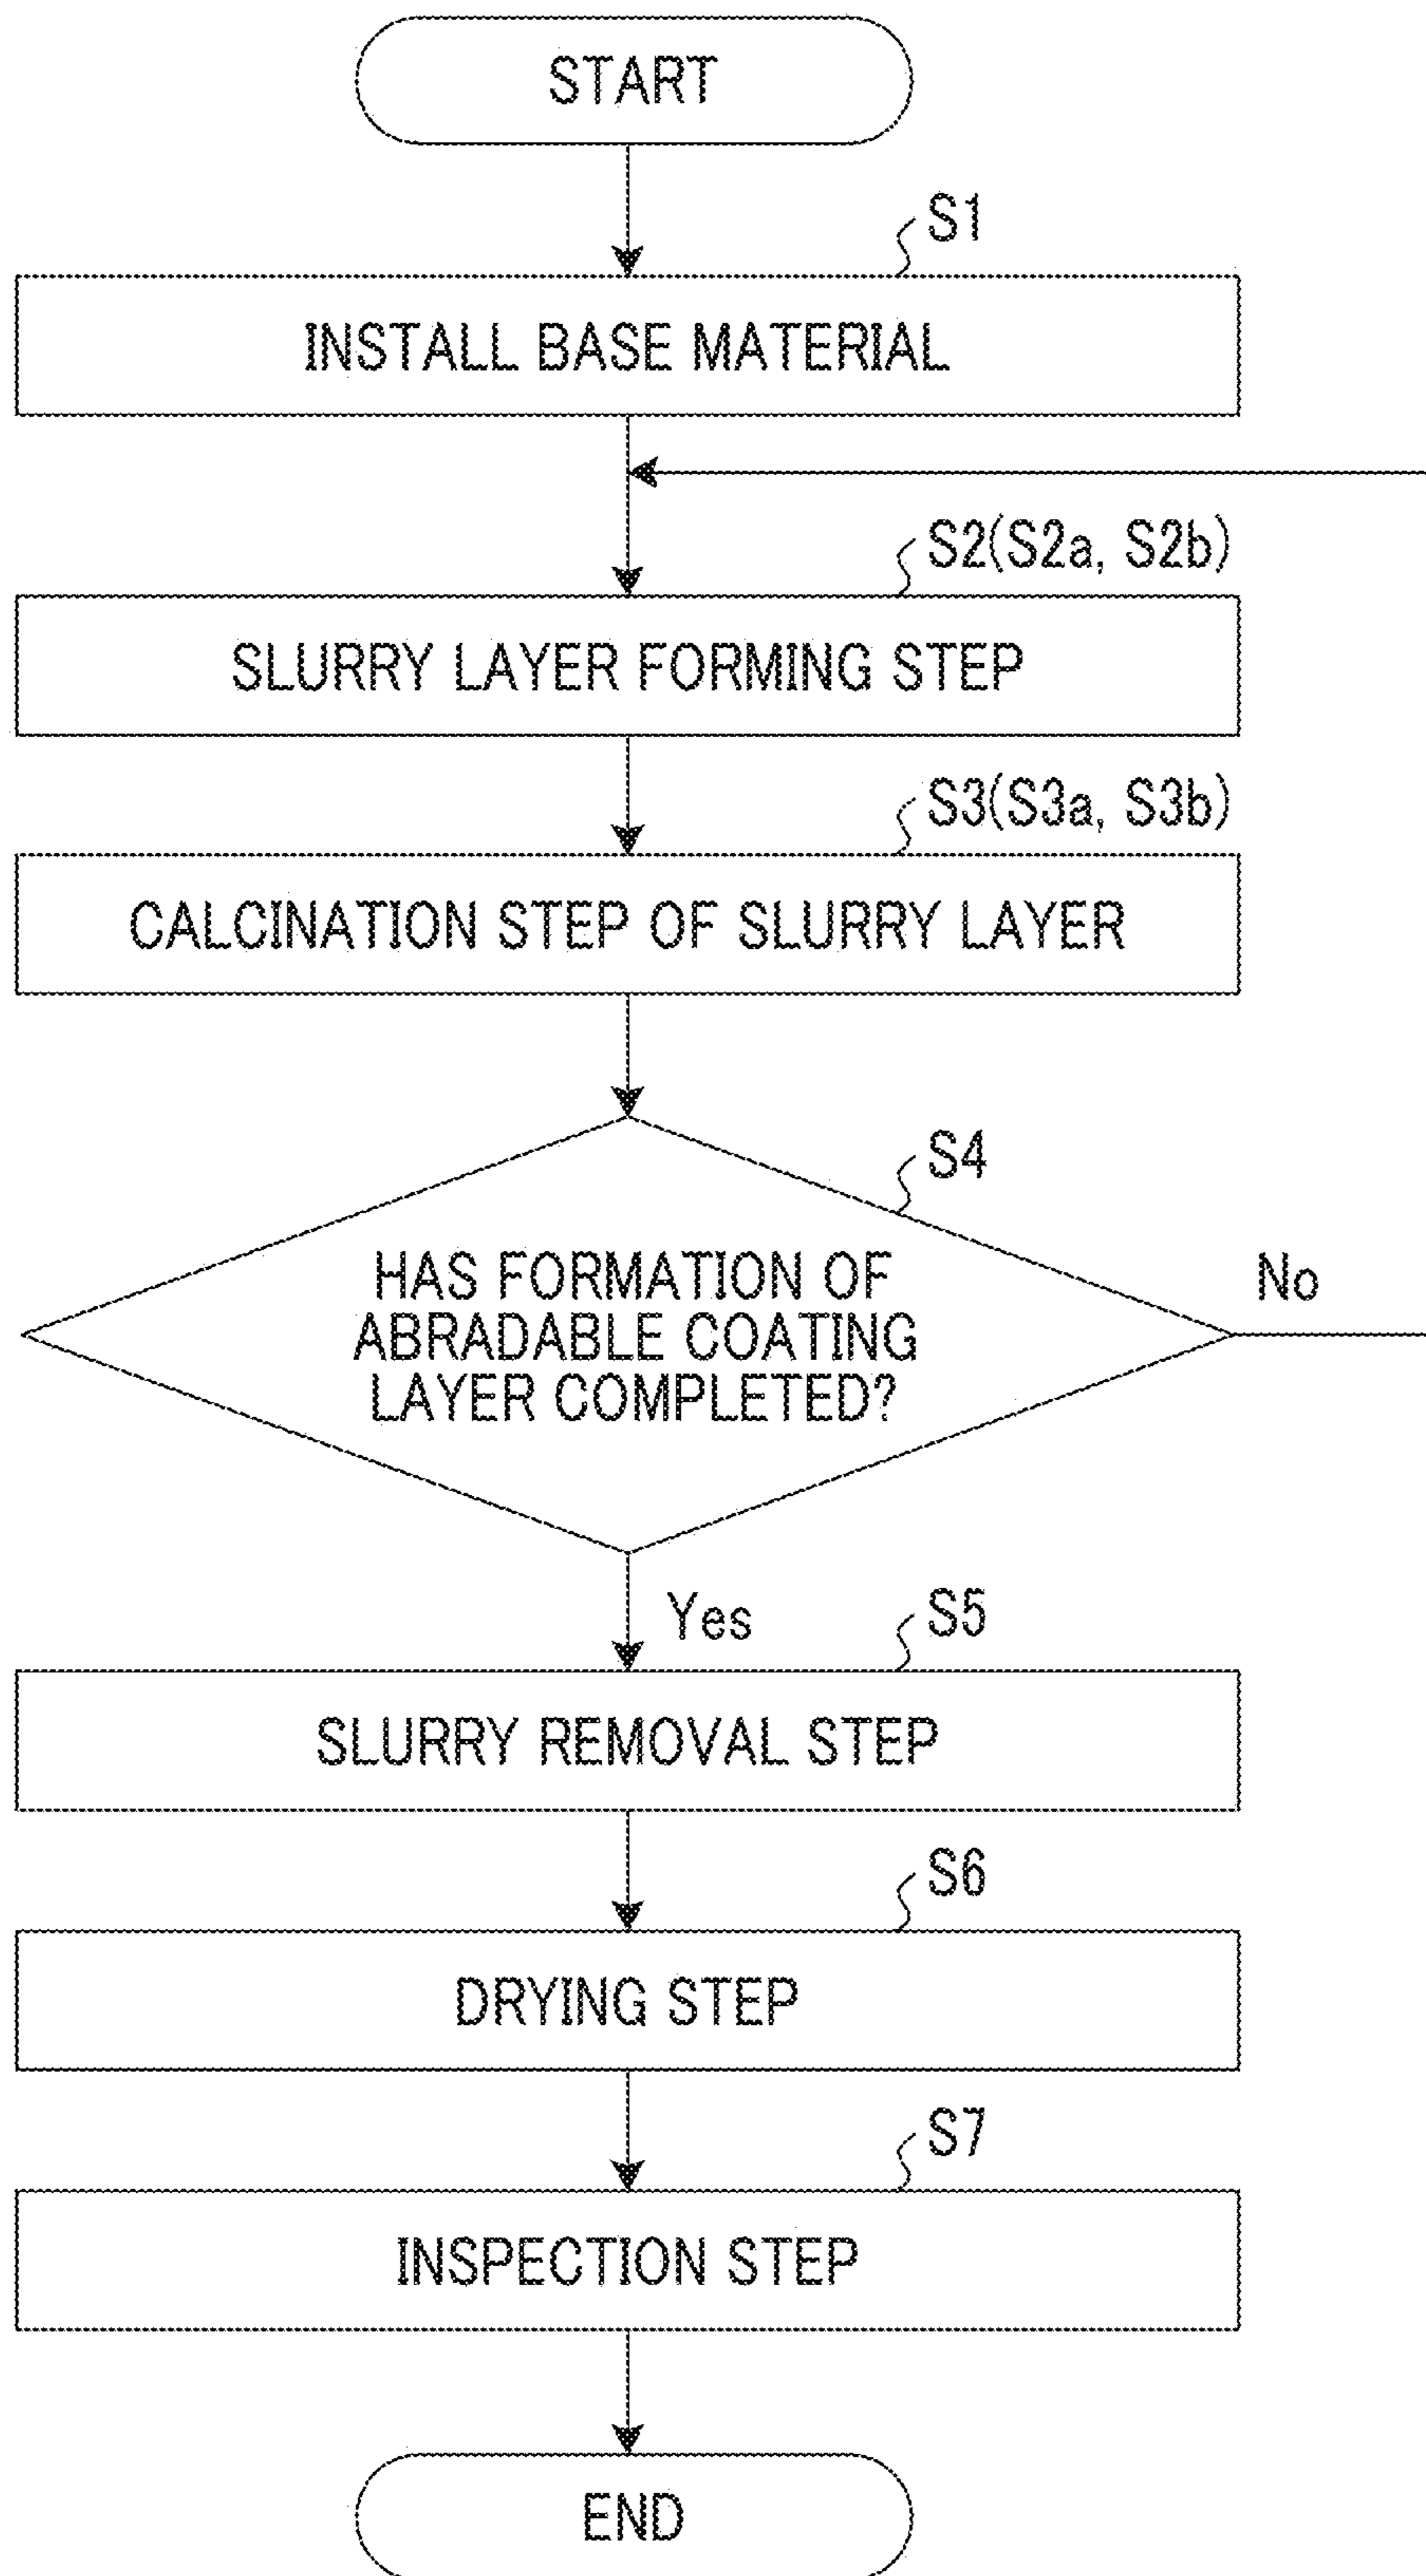 START
S1
INSTALL BASE MATERIAL
S2(S2a, S2b)
SLURRY LAYER FORMING STEP
S3(S3a, S3b)
CALCINATION STEP OF SLURRY LAYER
S4
HAS FORMATION OF
ABRADABLE COATING
LAYER COMPLETED?
No
Yes
S5
SLURRY REMOVAL STEP
S6
DRYING STEP
S7
INSPECTION STEP
END